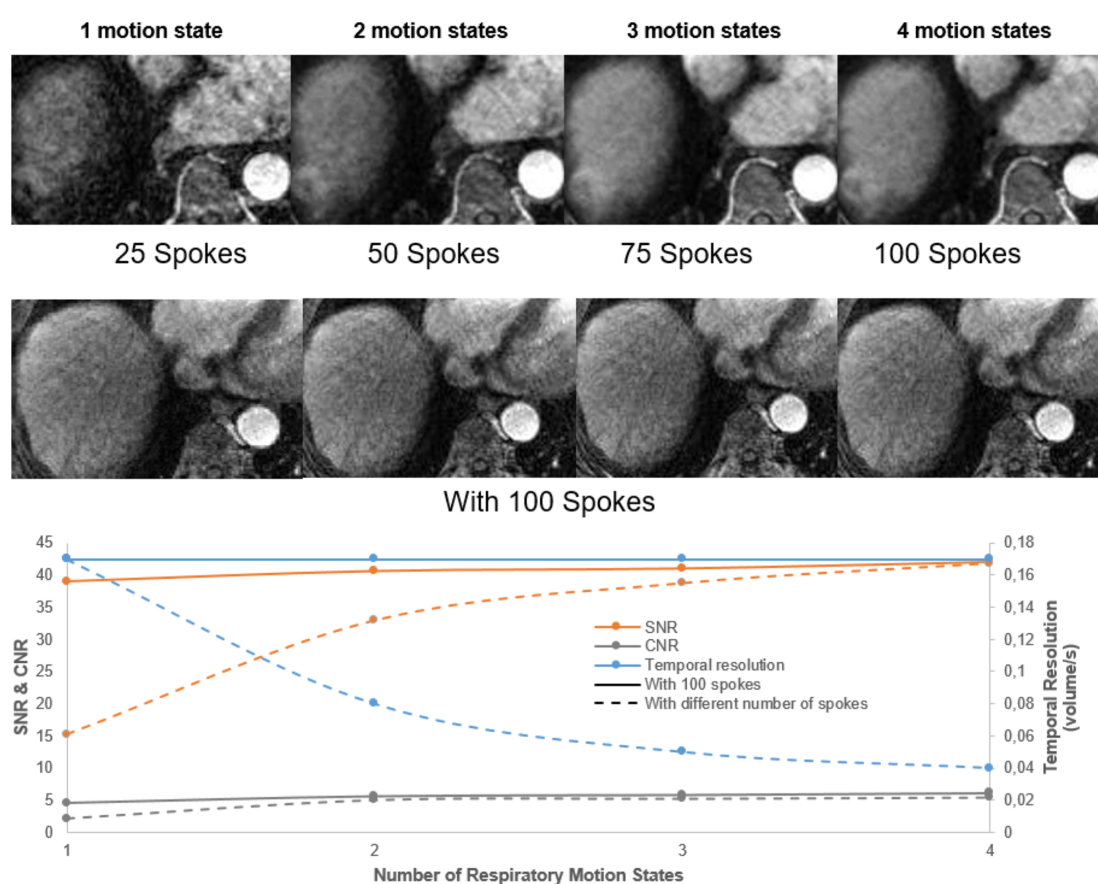 1 motion state 2 motion states 3 motion states 4 motion states
25 Spokes 50 Spokes 75 Spokes 100 Spokes
With 100 Spokes
45
40
35
30
25
20
15
10
5
0
SNR & CNR
0,18
0,16
0,14
0,12
0,1
0,08
0,06
0,04
0,02
0
Temporal Resolution
(volume/s)
SNR
CNR
Temporal resolution
With 100 spokes
With different number of spokes
1 2 3 4
Number of Respiratory Motion States